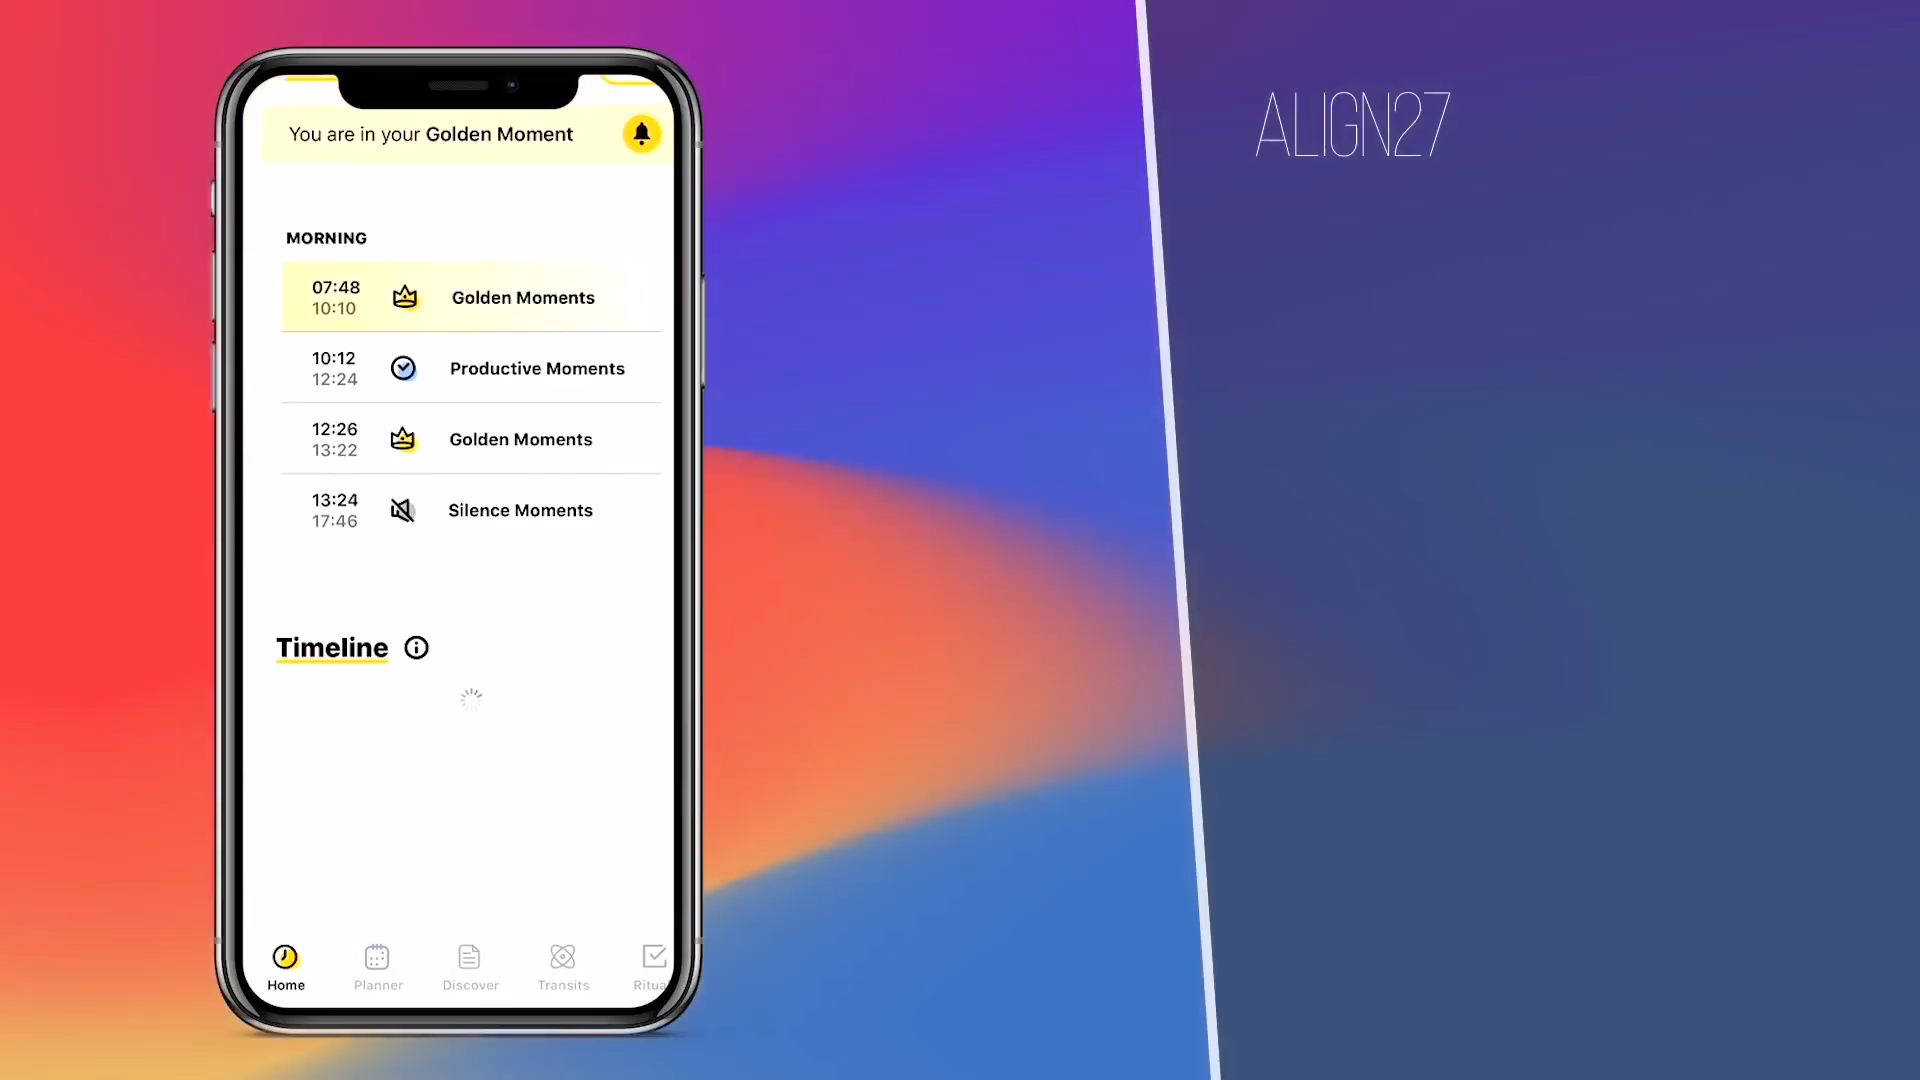 You are in your Golden Moment
MORNING
07:48
10:10
Golden Moments
10:12
12:24
Productive Moments
12:26
13:22
Golden Moments
13:24
17:46
Silence Moments
Timeline
Home
Planner
Discover
Transits
Ritua
ALIGN27